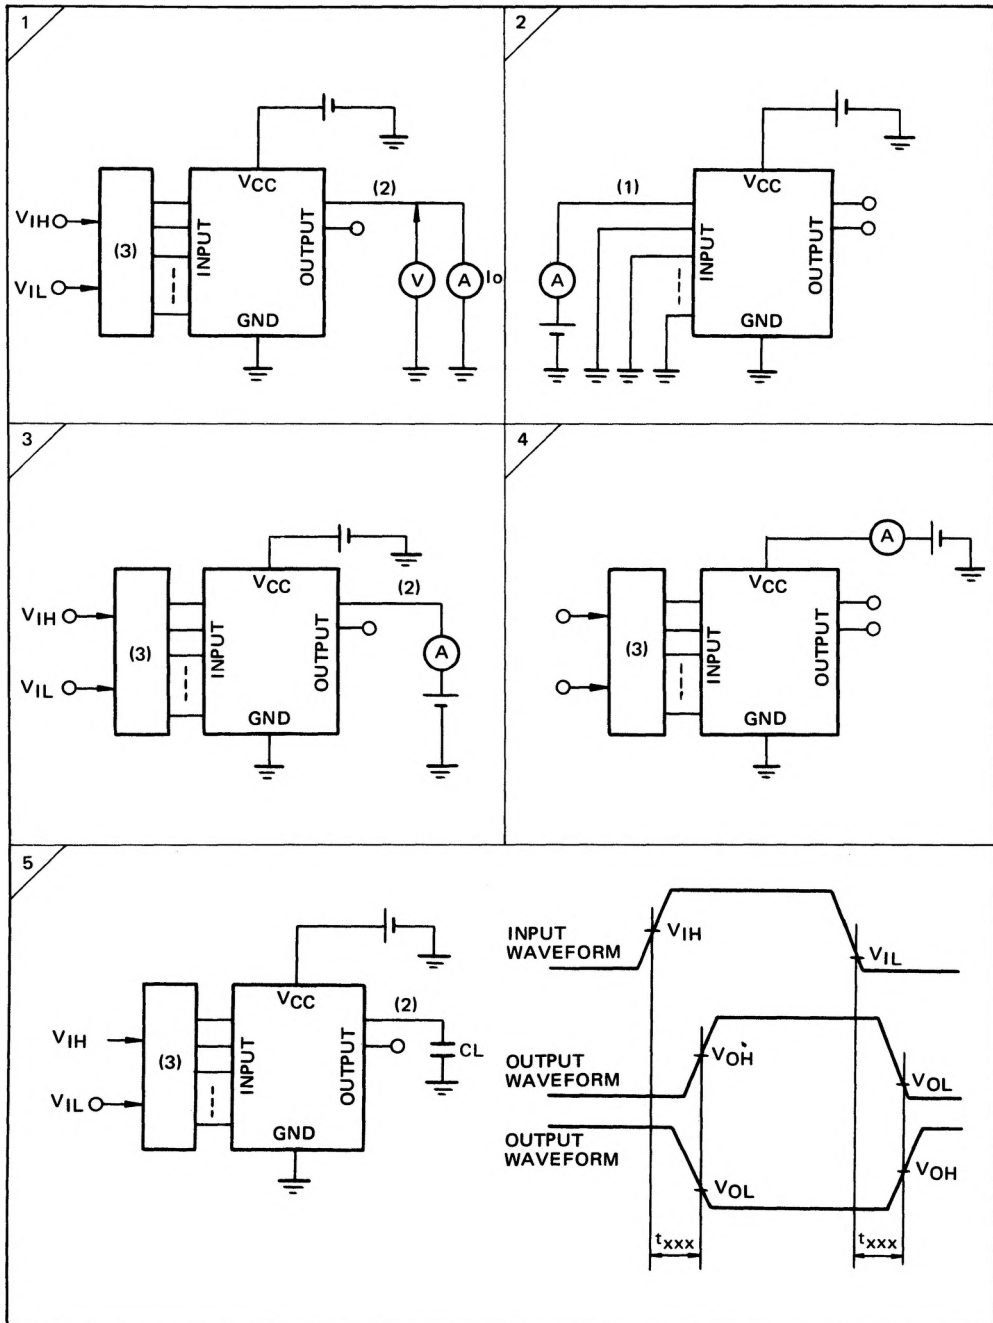 1
VCC
(2)
VIH
(3)
INPUT
OUTPUT
V
A
Io
VIL
GND
2
VCC
(1)
INPUT
OUTPUT
A
GND
3
VCC
(2)
VIH
(3)
INPUT
OUTPUT
A
VIL
GND
4
A
VCC
(3)
INPUT
OUTPUT
GND
5
VCC
(2)
VIH
(3)
INPUT
OUTPUT
CL
VIL
GND
INPUT
WAVEFORM
VIH
VIL
OUTPUT
WAVEFORM
VOH
VOL
OUTPUT
WAVEFORM
VOL
VOH
txxx
txxx